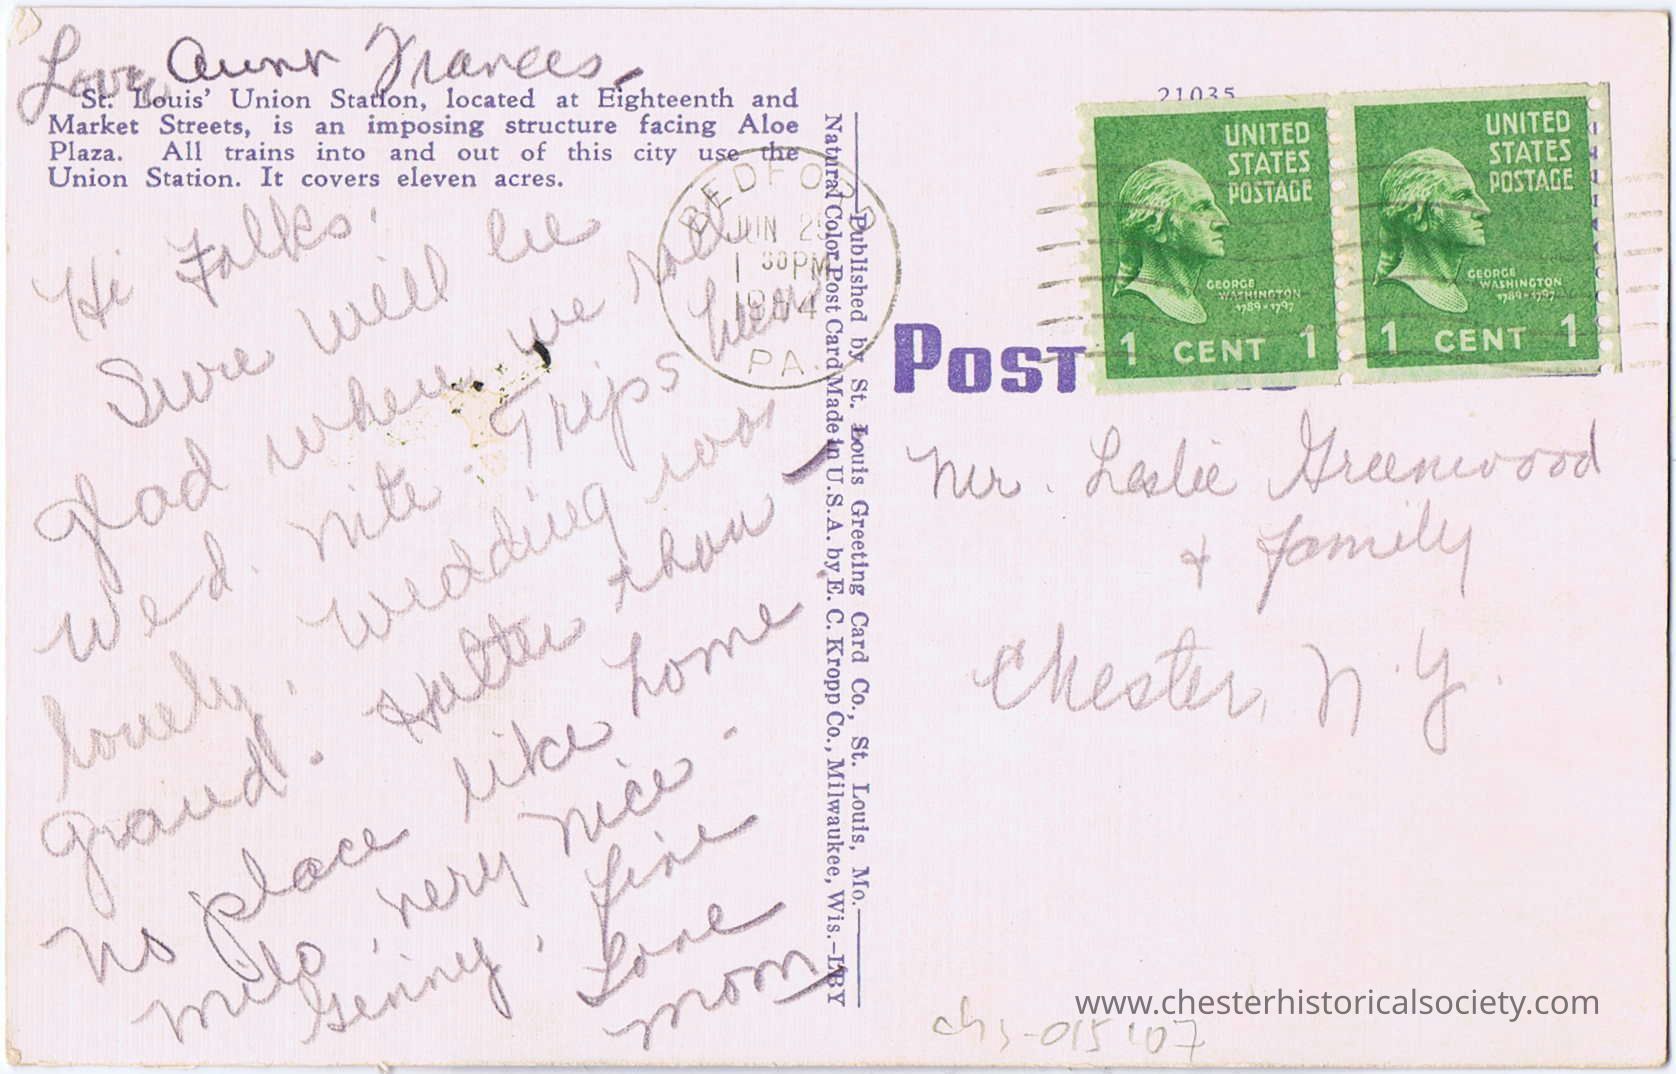 Love Aunt Frances
St. Louis' Union Station, located at Eighteenth and
Market Streets, is an imposing structure facing Aloe
Plaza. All trains into and out of this city use the
Union Station. It covers eleven acres.
Hi Folks:
Sure will be
glad when we roll
Wed. nite. Trips been
lovely. Wedding was
grand. Hotter than
No place like home
Milo, very nice.
Genny, fine
Love
Mom
BEDFORD
JUN 29
1 30 PM
PA.
Published by St. Louis Greeting Card Co., St. Louis, Mo.
Natural Color Post Card Made in U.S.A. by E. C. Kropp Co., Milwaukee, Wis.
21035
POST
UNITED
STATES
POSTAGE
GEORGE
WASHINGTON
1789-1797
1 CENT 1
UNITED
STATES
POSTAGE
GEORGE
WASHINGTON
1789-1797
1 CENT 1
Mr. Leslie Greenwood
+ family
Chester, N.Y.
www.chesterhistoricalsociety.com
chs-015107